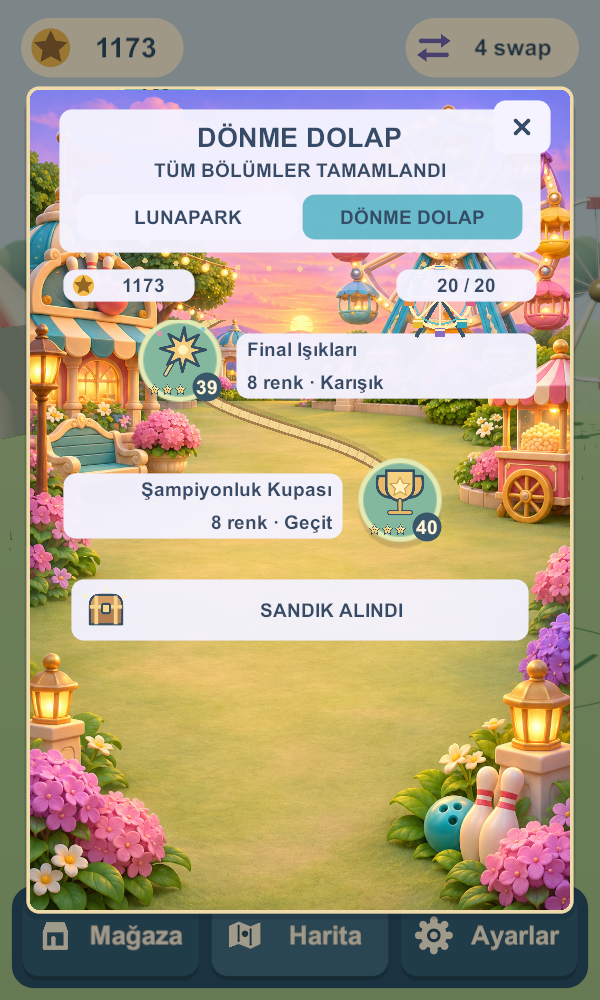 1173
4 swap
DÖNME DOLAP
TÜM BÖLÜMLER TAMAMLANDI
LUNAPARK
DÖNME DOLAP
1173
20 / 20
39
Final Işıkları
8 renk · Karışık
Şampiyonluk Kupası
8 renk · Geçit
40
SANDIK ALINDI
Mağaza
Harita
Ayarlar